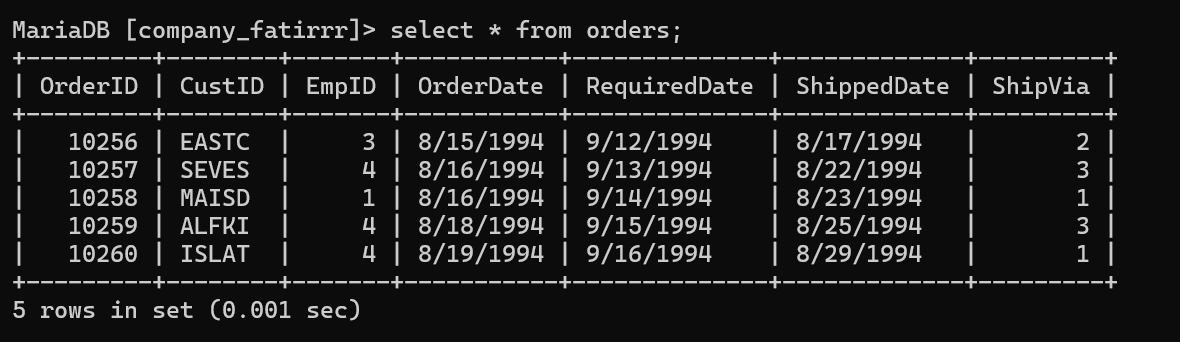 MariaDB [company_fatirrr]> select * from orders;
+---------+--------+-------+-----------+--------------+-------------+---------+
| OrderID | CustID | EmpID | OrderDate | RequiredDate | ShippedDate | ShipVia |
+---------+--------+-------+-----------+--------------+-------------+---------+
|   10256 | EASTC  |     3 | 8/15/1994 | 9/12/1994    | 8/17/1994   |       2 |
|   10257 | SEVES  |     4 | 8/16/1994 | 9/13/1994    | 8/22/1994   |       3 |
|   10258 | MAISD  |     1 | 8/16/1994 | 9/14/1994    | 8/23/1994   |       1 |
|   10259 | ALFKI  |     4 | 8/18/1994 | 9/15/1994    | 8/25/1994   |       3 |
|   10260 | ISLAT  |     4 | 8/19/1994 | 9/16/1994    | 8/29/1994   |       1 |
+---------+--------+-------+-----------+--------------+-------------+---------+
5 rows in set (0.001 sec)